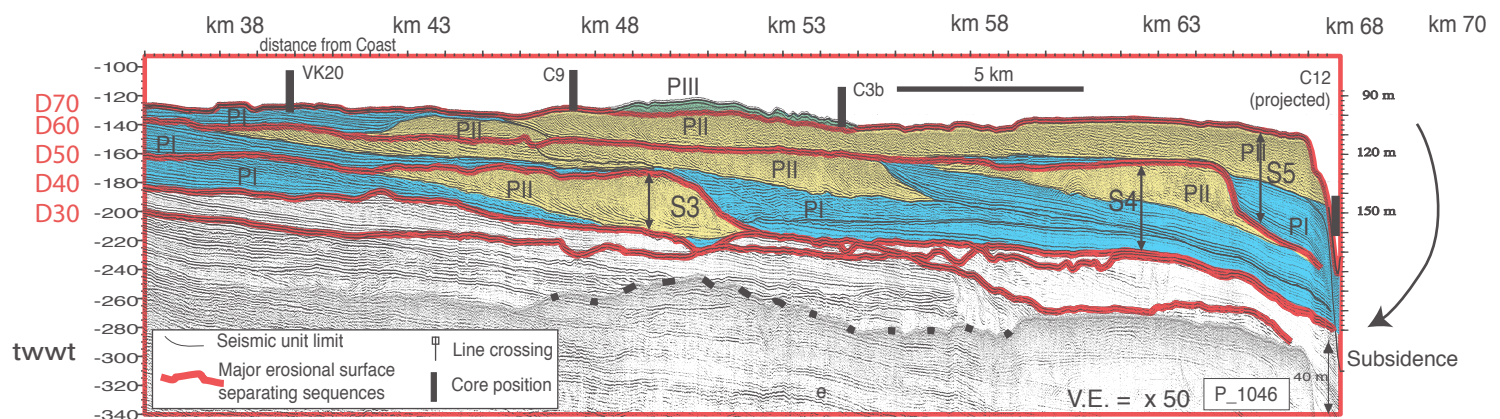 km 38 km 43 km 48 km 53 km 58 km 63 km 68 km 70
distance from Coast
VK20 C9 C3b 5 km C12
(projected)
PIII
-100
-120
-140
-160
-180
-200
-220
-240
-260
-280
-300
-320
-340
D70
D60
D50
D40
D30
90 m
120 m
150 m
PI PII PII
PI PII PII S5
PI PII S3 PI S4 PII PI
twwt
Seismic unit limit
Major erosional surface
separating sequences
Line crossing
Core position
e
V.E. = x 50
P_1046
40 m
Subsidence